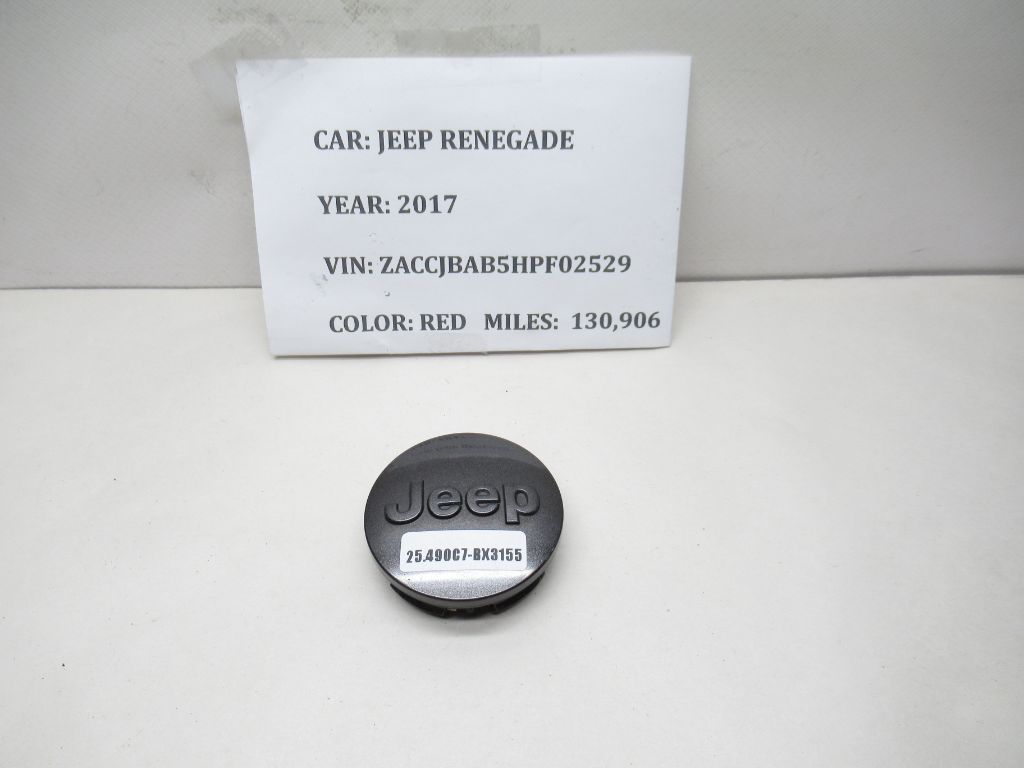 CAR: JEEP RENEGADE
YEAR: 2017
VIN: ZACCJBAB5HPF02529
COLOR: RED MILES: 130,906
Jeep
25.490C7-BX3155